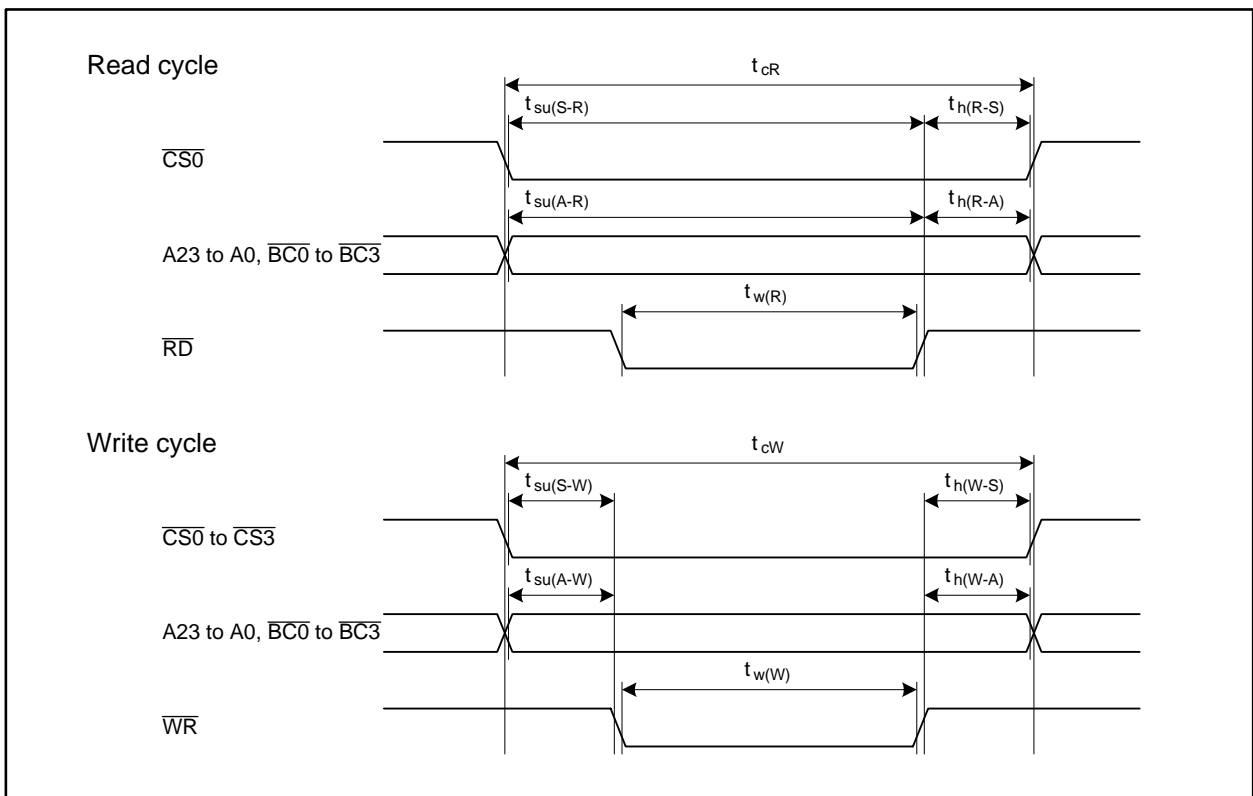 Read cycle
t cR
t su(S-R) t h(R-S)
CS0
t su(A-R) t h(R-A)
A23 to A0, BC0 to BC3
t w(R)
RD
Write cycle
t cW
t su(S-W) t h(W-S)
CS0 to CS3
t su(A-W) t h(W-A)
A23 to A0, BC0 to BC3
t w(W)
WR